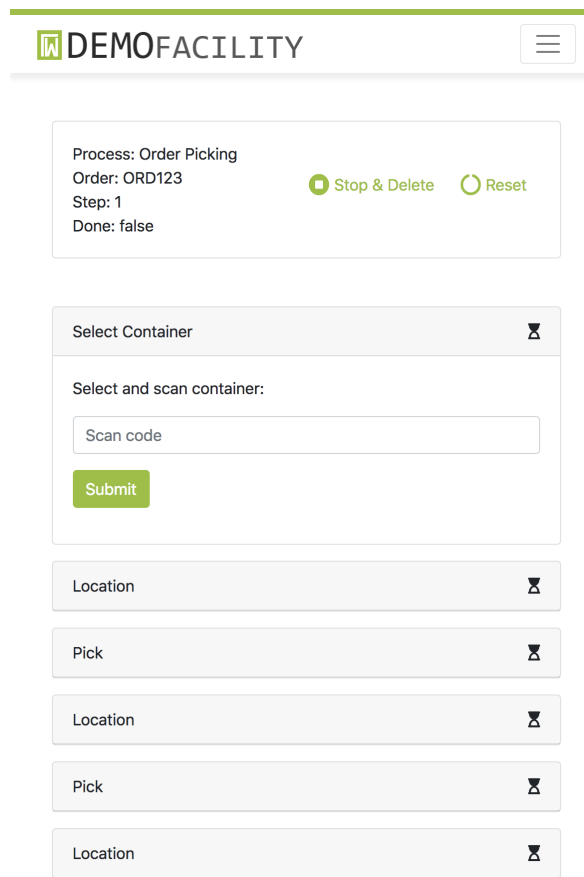 DEMOFACILITY
Process: Order Picking
Order: ORD123
Step: 1
Done: false
Stop & Delete
Reset
Select Container
Select and scan container:
Scan code
Submit
Location
Pick
Location
Pick
Location